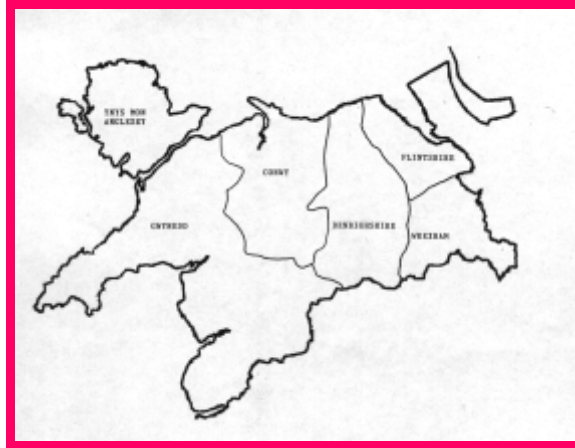 YNYS MON
ANGLESEY
FLINTSHIRE
CONWY
GWYNEDD
DENBIGHSHIRE
WREXHAM